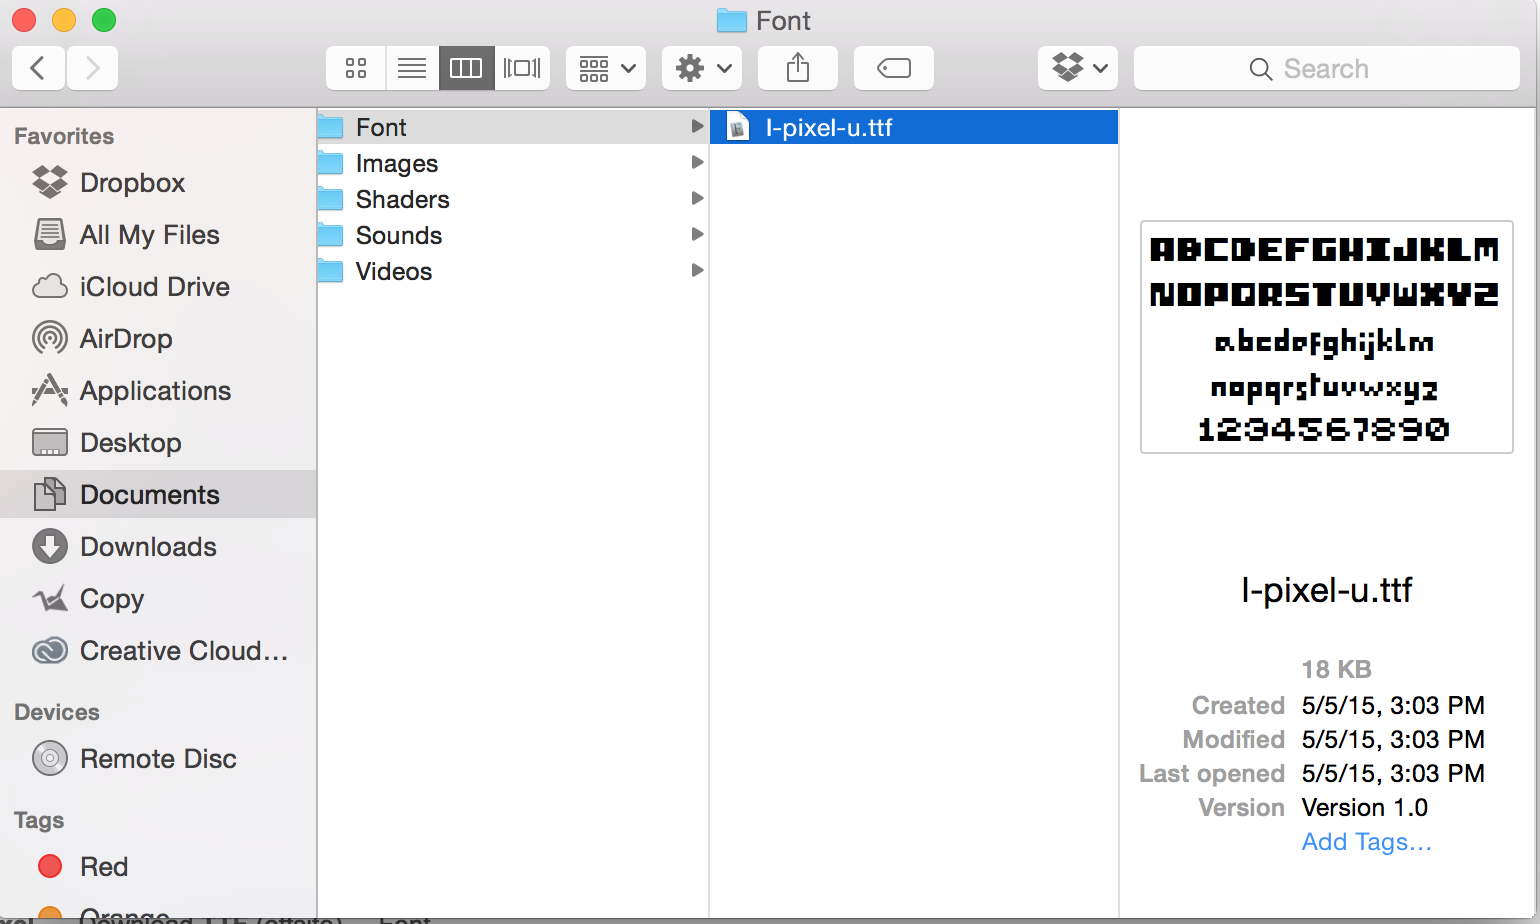 Font
Search
Favorites
Dropbox
All My Files
iCloud Drive
AirDrop
Applications
Desktop
Documents
Downloads
Copy
Creative Cloud...
Devices
Remote Disc
Tags
Red
Orange
Font
Images
Shaders
Sounds
Videos
l-pixel-u.ttf
ABCDEFGHIJKLM
NOPQRSTUVWXYZ
abcdefghijklm
nopqrstuvwxyz
1234567890
l-pixel-u.ttf
18 KB
Created 5/5/15, 3:03 PM
Modified 5/5/15, 3:03 PM
Last opened 5/5/15, 3:03 PM
Version Version 1.0
Add Tags...